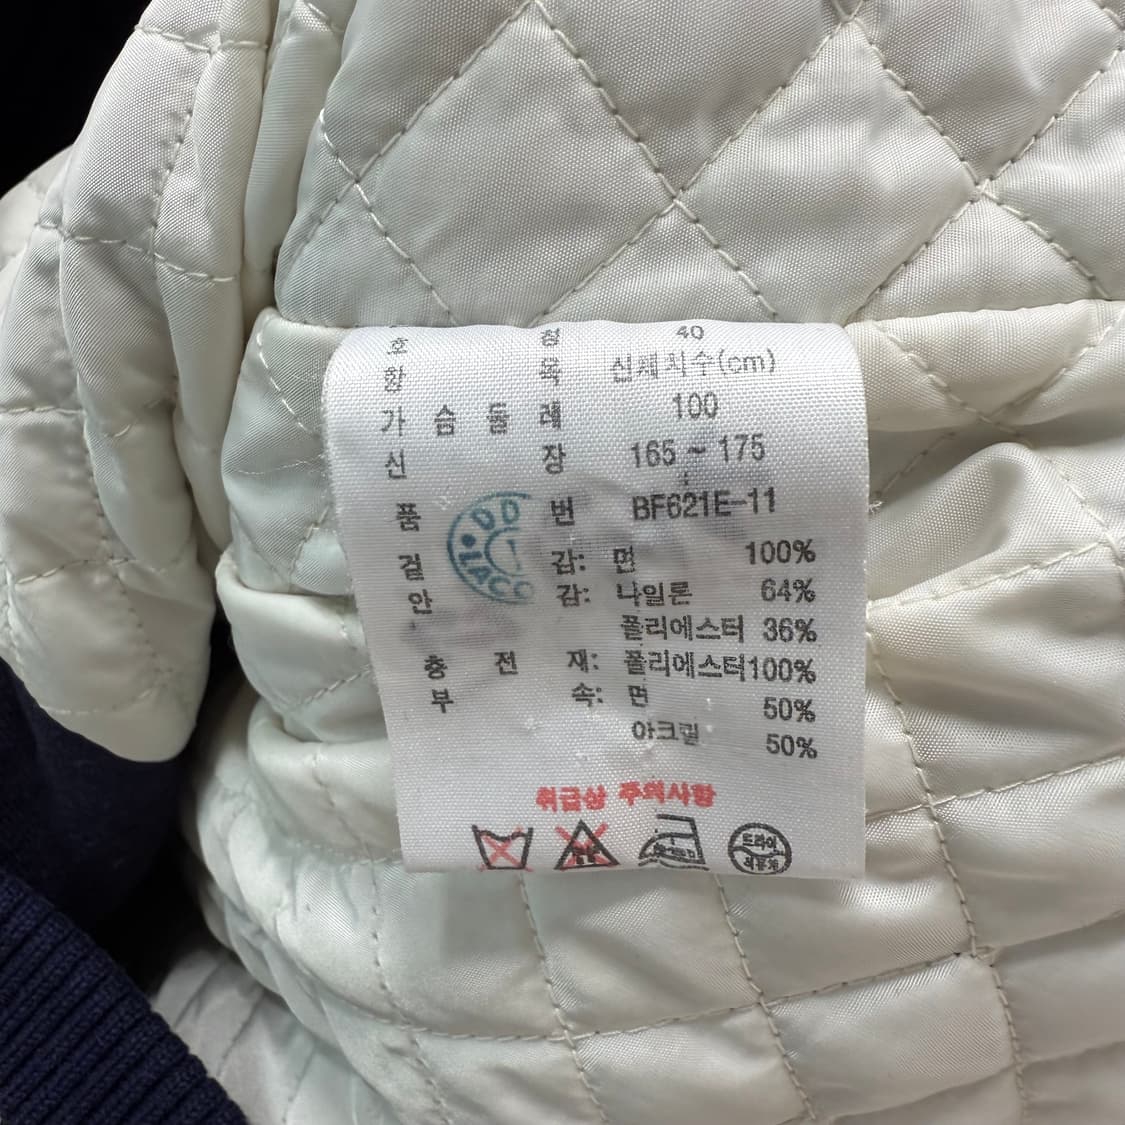 호 칭 40
항 목 신체치수(cm)
가 슴 둘 레 100
신 장 165 ~ 175
품 번 BF621E-11
겉 감: 면 100%
안 감: 나일론 64%
폴리에스터 36%
충 전 재: 폴리에스터100%
부 속: 면 50%
아크릴 50%
취급상 주의사항
드라이